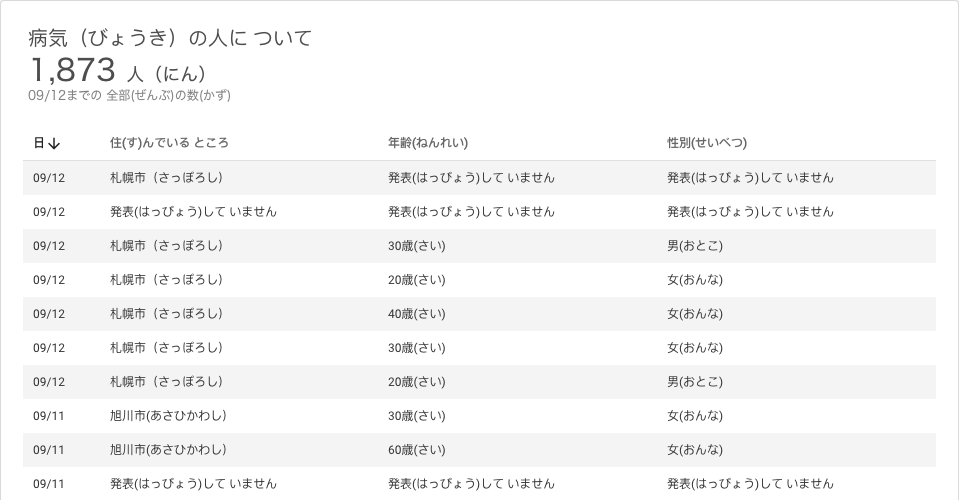 病気（びょうき）の人に ついて
1,873 人（にん）
09/12までの 全部(ぜんぶ)の数(かず)
日↓ 住(す)んでいる ところ 年齢(ねんれい) 性別(せいべつ)
09/12 札幌市（さっぽろし） 発表(はっぴょう)して いません 発表(はっぴょう)して いません
09/12 発表(はっぴょう)して いません 発表(はっぴょう)して いません 発表(はっぴょう)して いません
09/12 札幌市（さっぽろし） 30歳(さい) 男(おとこ)
09/12 札幌市（さっぽろし） 20歳(さい) 女(おんな)
09/12 札幌市（さっぽろし） 40歳(さい) 女(おんな)
09/12 札幌市（さっぽろし） 30歳(さい) 女(おんな)
09/12 札幌市（さっぽろし） 20歳(さい) 男(おとこ)
09/11 旭川市(あさひかわし） 30歳(さい) 女(おんな)
09/11 旭川市(あさひかわし） 60歳(さい) 女(おんな)
09/11 発表(はっぴょう)して いません 発表(はっぴょう)して いません 発表(はっぴょう)して いません